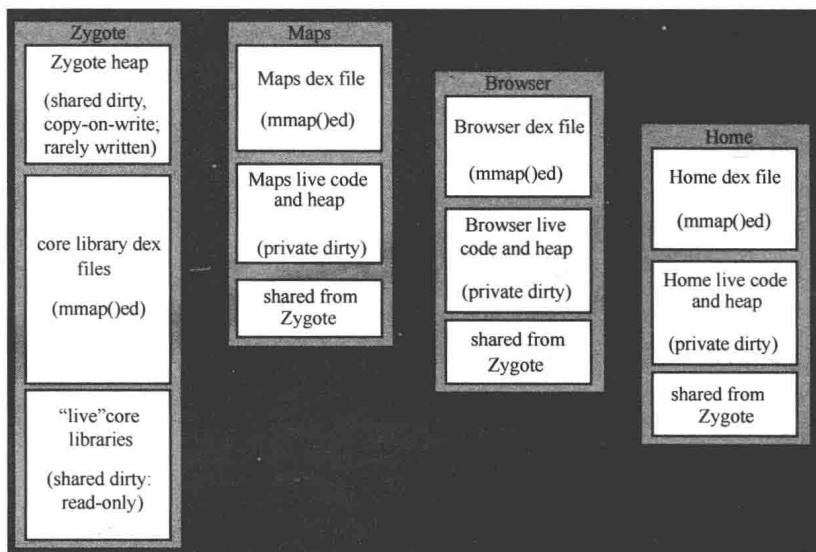 Zygote
Zygote heap
(shared dirty,
copy-on-write;
rarely written)
core library dex
files
(mmap()ed)
“live”core
libraries
(shared dirty:
read-only)
Maps
Maps dex file
(mmap()ed)
Maps live code
and heap
(private dirty)
shared from
Zygote
Browser
Browser dex file
(mmap()ed)
Browser live
code and heap
(private dirty)
shared from
Zygote
Home
Home dex file
(mmap()ed)
Home live code
and heap
(private dirty)
shared from
Zygote